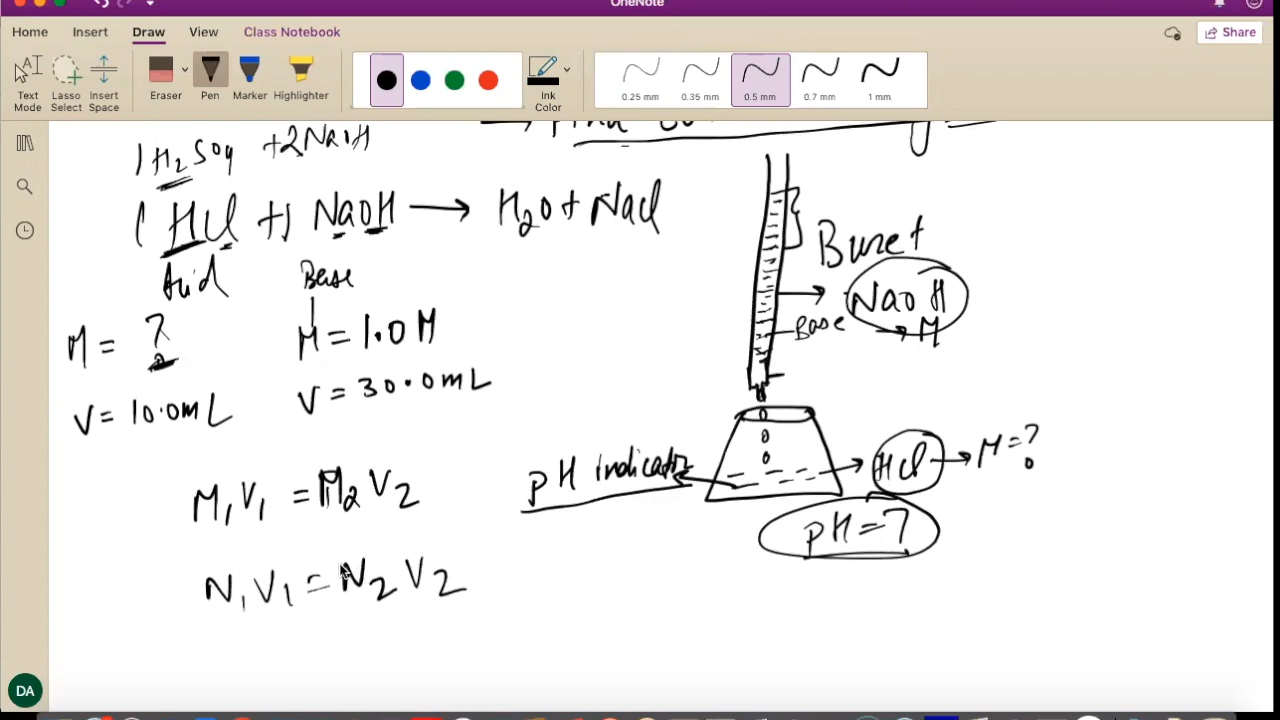 OneNote
Home Insert Draw View Class Notebook Share
Text Mode Lasso Select Insert Space Eraser Pen Marker Highlighter Ink Color 0.25 mm 0.35 mm 0.5 mm 0.7 mm 1 mm
→ Find
1H2SO4 + 2NaOH
1 HCl + 1 NaOH → H2O + NaCl
Acid Base
M = ? M = 1.0 M
V = 10.0 mL V = 30.0 mL
M1V1 = M2V2
N1V1 = N2V2
Buret
→ NaOH
Base → M
pH indicator
→ HCl → M = ?
pH = 7
DA